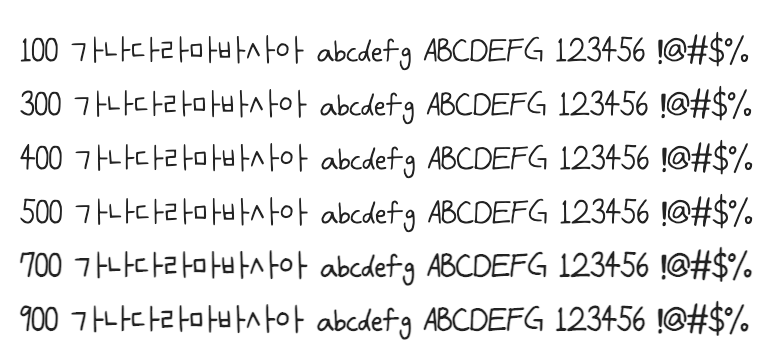 100 가나다라마바사아 abcdefg ABCDEFG 123456 !@#$%
300 가나다라마바사아 abcdefg ABCDEFG 123456 !@#$%
400 가나다라마바사아 abcdefg ABCDEFG 123456 !@#$%
500 가나다라마바사아 abcdefg ABCDEFG 123456 !@#$%
700 가나다라마바사아 abcdefg ABCDEFG 123456 !@#$%
900 가나다라마바사아 abcdefg ABCDEFG 123456 !@#$%